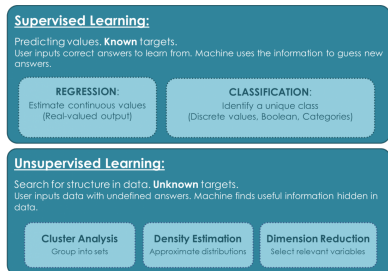 Supervised Learning:
Predicting values. Known targets.
User inputs correct answers to learn from. Machine uses the information to guess new
answers.
REGRESSION:
Estimate continuous values
(Real-valued output)
CLASSIFICATION:
Identify a unique class
(Discrete values, Boolean, Categories)
Unsupervised Learning:
Search for structure in data. Unknown targets.
User inputs data with undefined answers. Machine finds useful information hidden in
data.
Cluster Analysis
Group into sets
Density Estimation
Approximate distributions
Dimension Reduction
Select relevant variables